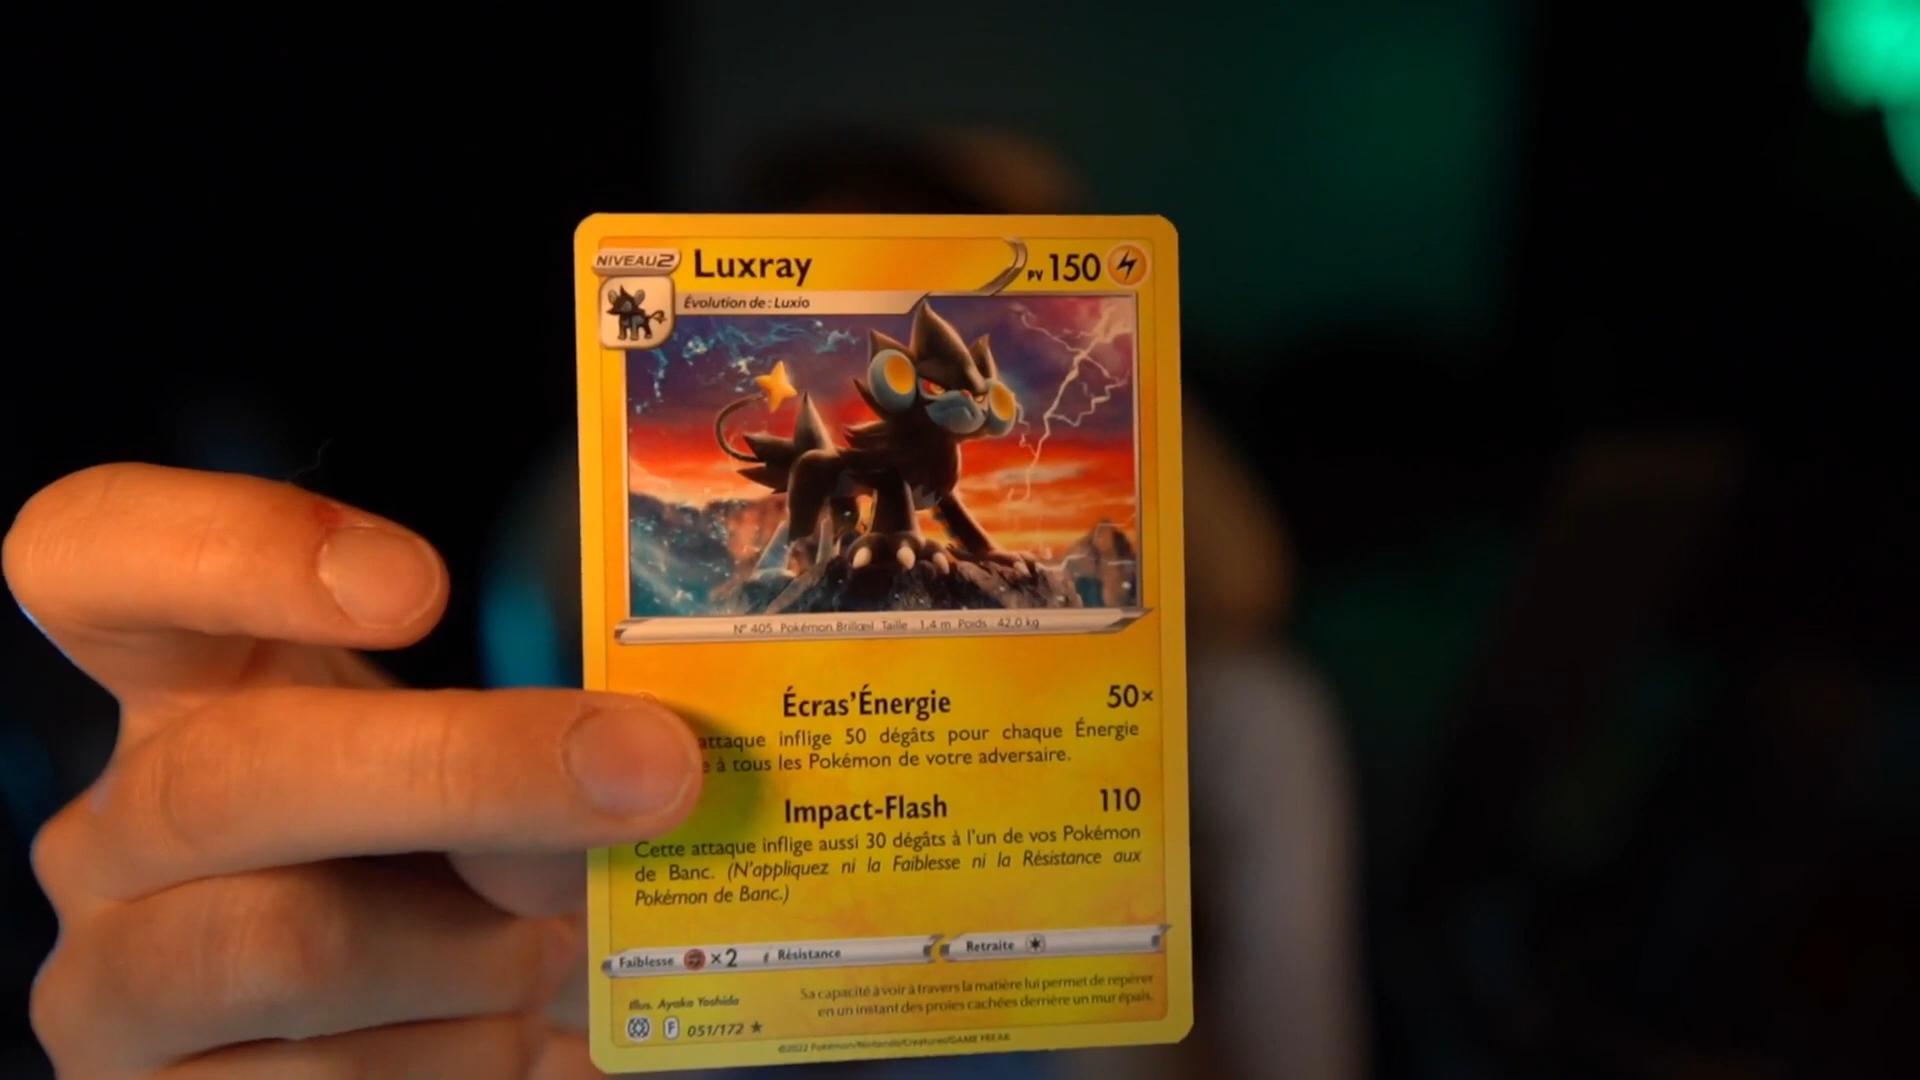 NIVEAU 2
Luxray
PV 150
Évolution de : Luxio
N° 405 Pokémon Brillœil Taille 1,4 m Poids 42,0 kg
Écras'Énergie 50×
attaque inflige 50 dégâts pour chaque Énergie
à tous les Pokémon de votre adversaire.
Impact-Flash 110
Cette attaque inflige aussi 30 dégâts à l'un de vos Pokémon
de Banc. (N'appliquez ni la Faiblesse ni la Résistance aux
Pokémon de Banc.)
Faiblesse ×2 Résistance Retraite
Sa capacité à voir à travers la matière lui permet de repérer
en un instant des proies cachées derrière un mur épais.
Illus. Ayaka Yoshida
F 051/172 ★
©2022 Pokémon/Nintendo/Creatures/GAME FREAK